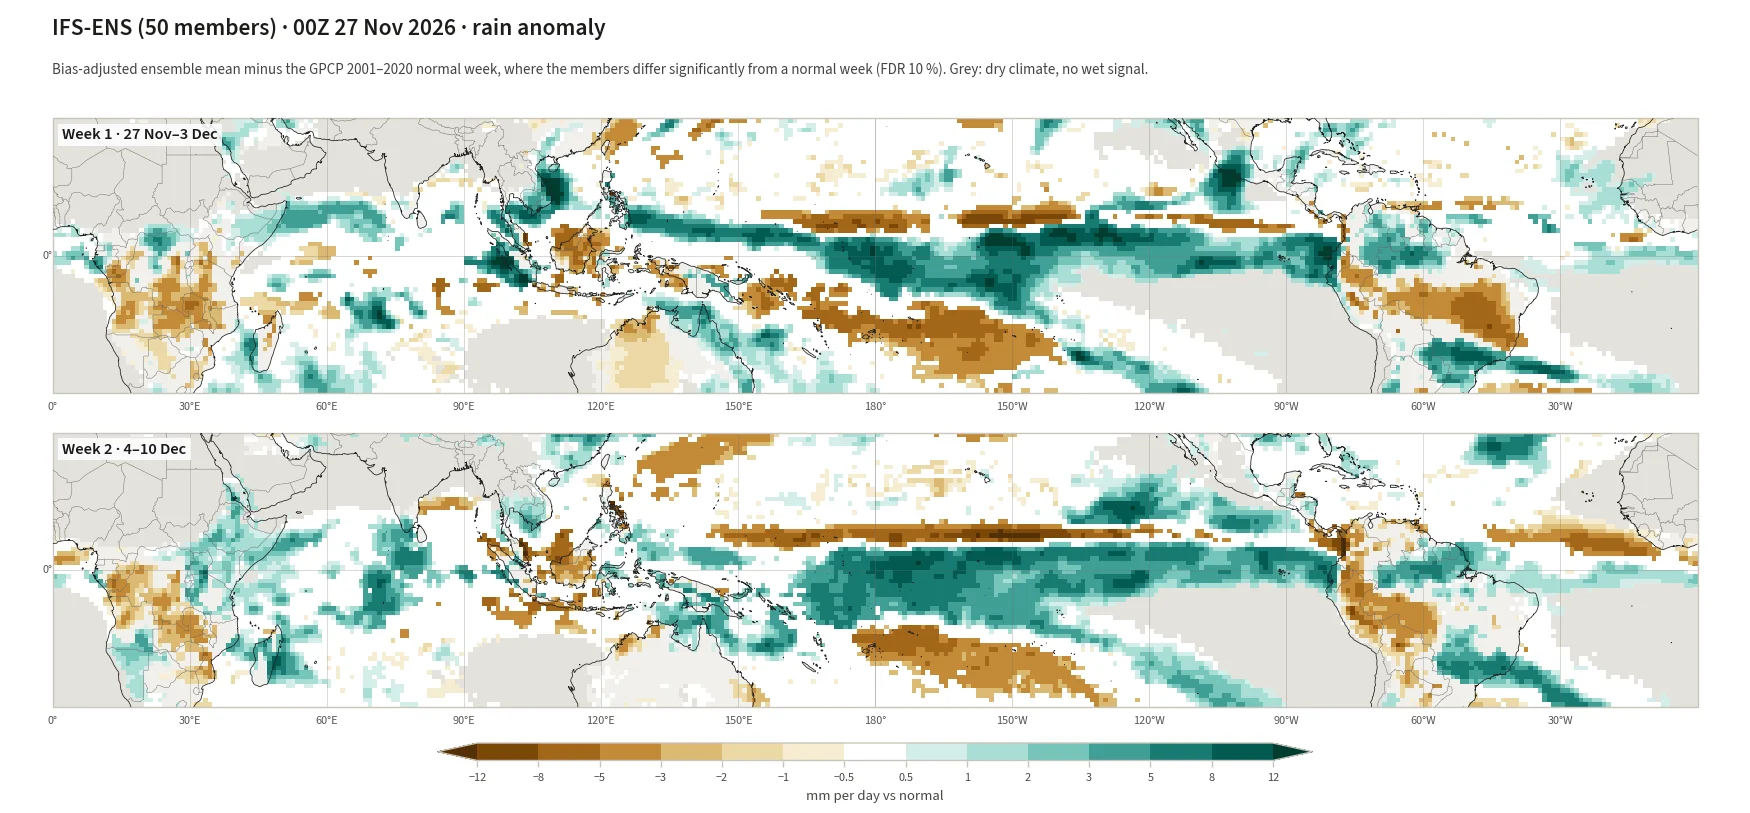 IFS-ENS (50 members) · 00Z 27 Nov 2026 · rain anomaly
Bias-adjusted ensemble mean minus the GPCP 2001–2020 normal week, where the members differ significantly from a normal week (FDR 10 %). Grey: dry climate, no wet signal.
Week 1 · 27 Nov–3 Dec
0°
0° 30°E 60°E 90°E 120°E 150°E 180° 150°W 120°W 90°W 60°W 30°W
Week 2 · 4–10 Dec
0°
0° 30°E 60°E 90°E 120°E 150°E 180° 150°W 120°W 90°W 60°W 30°W
−12 −8 −5 −3 −2 −1 −0.5 0.5 1 2 3 5 8 12
mm per day vs normal